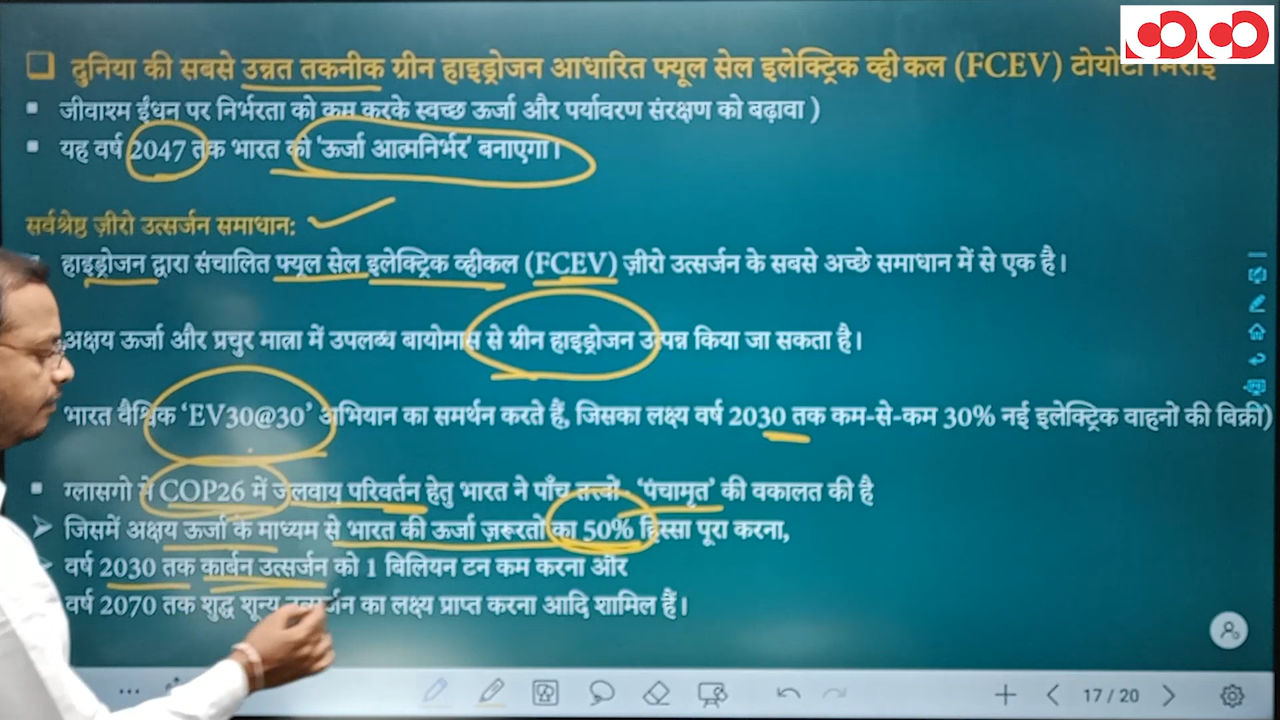 दुनिया की सबसे उन्नत तकनीक ग्रीन हाइड्रोजन आधारित फ्यूल सेल इलेक्ट्रिक व्हीकल (FCEV) टोयोटा मिराई
जीवाश्म ईंधन पर निर्भरता को कम करके स्वच्छ ऊर्जा और पर्यावरण संरक्षण को बढ़ावा )
यह वर्ष 2047 तक भारत को 'ऊर्जा आत्मनिर्भर' बनाएगा।
सर्वश्रेष्ठ ज़ीरो उत्सर्जन समाधान:
हाइड्रोजन द्वारा संचालित फ्यूल सेल इलेक्ट्रिक व्हीकल (FCEV) ज़ीरो उत्सर्जन के सबसे अच्छे समाधान में से एक है।
अक्षय ऊर्जा और प्रचुर मात्रा में उपलब्ध बायोमास से ग्रीन हाइड्रोजन उत्पन्न किया जा सकता है।
भारत वैश्विक 'EV30@30' अभियान का समर्थन करते हैं, जिसका लक्ष्य वर्ष 2030 तक कम-से-कम 30% नई इलेक्ट्रिक वाहनों की बिक्री)
ग्लासगो में COP26 में जलवायु परिवर्तन हेतु भारत ने पाँच तत्त्वों- 'पंचामृत' की वकालत की है
जिसमें अक्षय ऊर्जा के माध्यम से भारत की ऊर्जा ज़रूरतों का 50% हिस्सा पूरा करना,
वर्ष 2030 तक कार्बन उत्सर्जन को 1 बिलियन टन कम करना और
वर्ष 2070 तक शुद्ध शून्य उत्सर्जन का लक्ष्य प्राप्त करना आदि शामिल हैं।
17 / 20